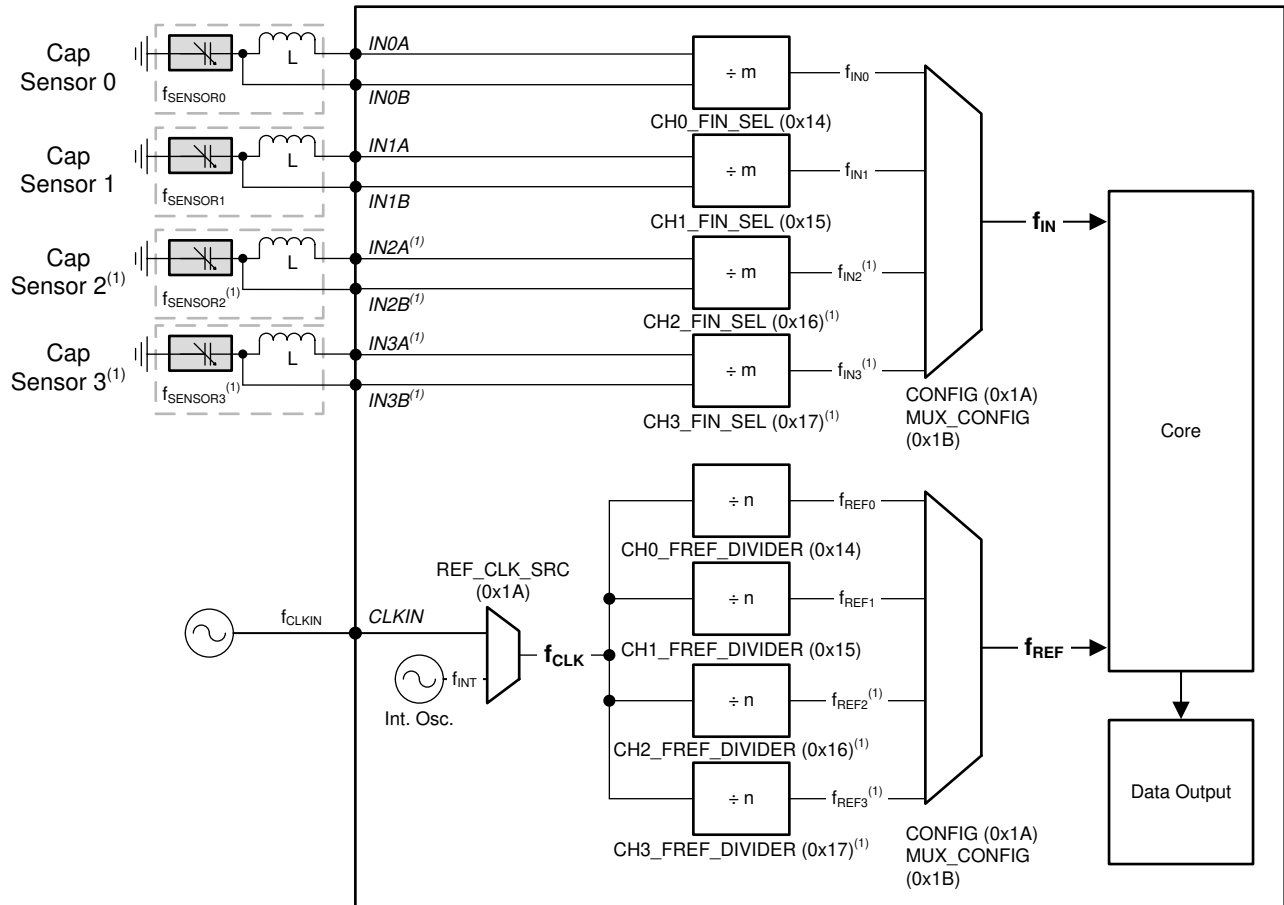 Cap
Sensor 0
fSENSOR0
L
IN0A
IN0B
÷ m
fIN0
CH0_FIN_SEL (0x14)
Cap
Sensor 1
fSENSOR1
L
IN1A
IN1B
÷ m
fIN1
CH1_FIN_SEL (0x15)
Cap
Sensor 2(1)
fSENSOR2(1)
L
IN2A(1)
IN2B(1)
÷ m
fIN2(1)
CH2_FIN_SEL (0x16)(1)
Cap
Sensor 3(1)
fSENSOR3(1)
L
IN3A(1)
IN3B(1)
÷ m
fIN3(1)
CH3_FIN_SEL (0x17)(1)
CONFIG (0x1A)
MUX_CONFIG
(0x1B)
fIN
Core
fCLKIN
CLKIN
REF_CLK_SRC
(0x1A)
fINT
Int. Osc.
fCLK
÷ n
fREF0
CH0_FREF_DIVIDER (0x14)
÷ n
fREF1
CH1_FREF_DIVIDER (0x15)
÷ n
fREF2(1)
CH2_FREF_DIVIDER (0x16)(1)
÷ n
fREF3(1)
CH3_FREF_DIVIDER (0x17)(1)
CONFIG (0x1A)
MUX_CONFIG
(0x1B)
fREF
Data Output